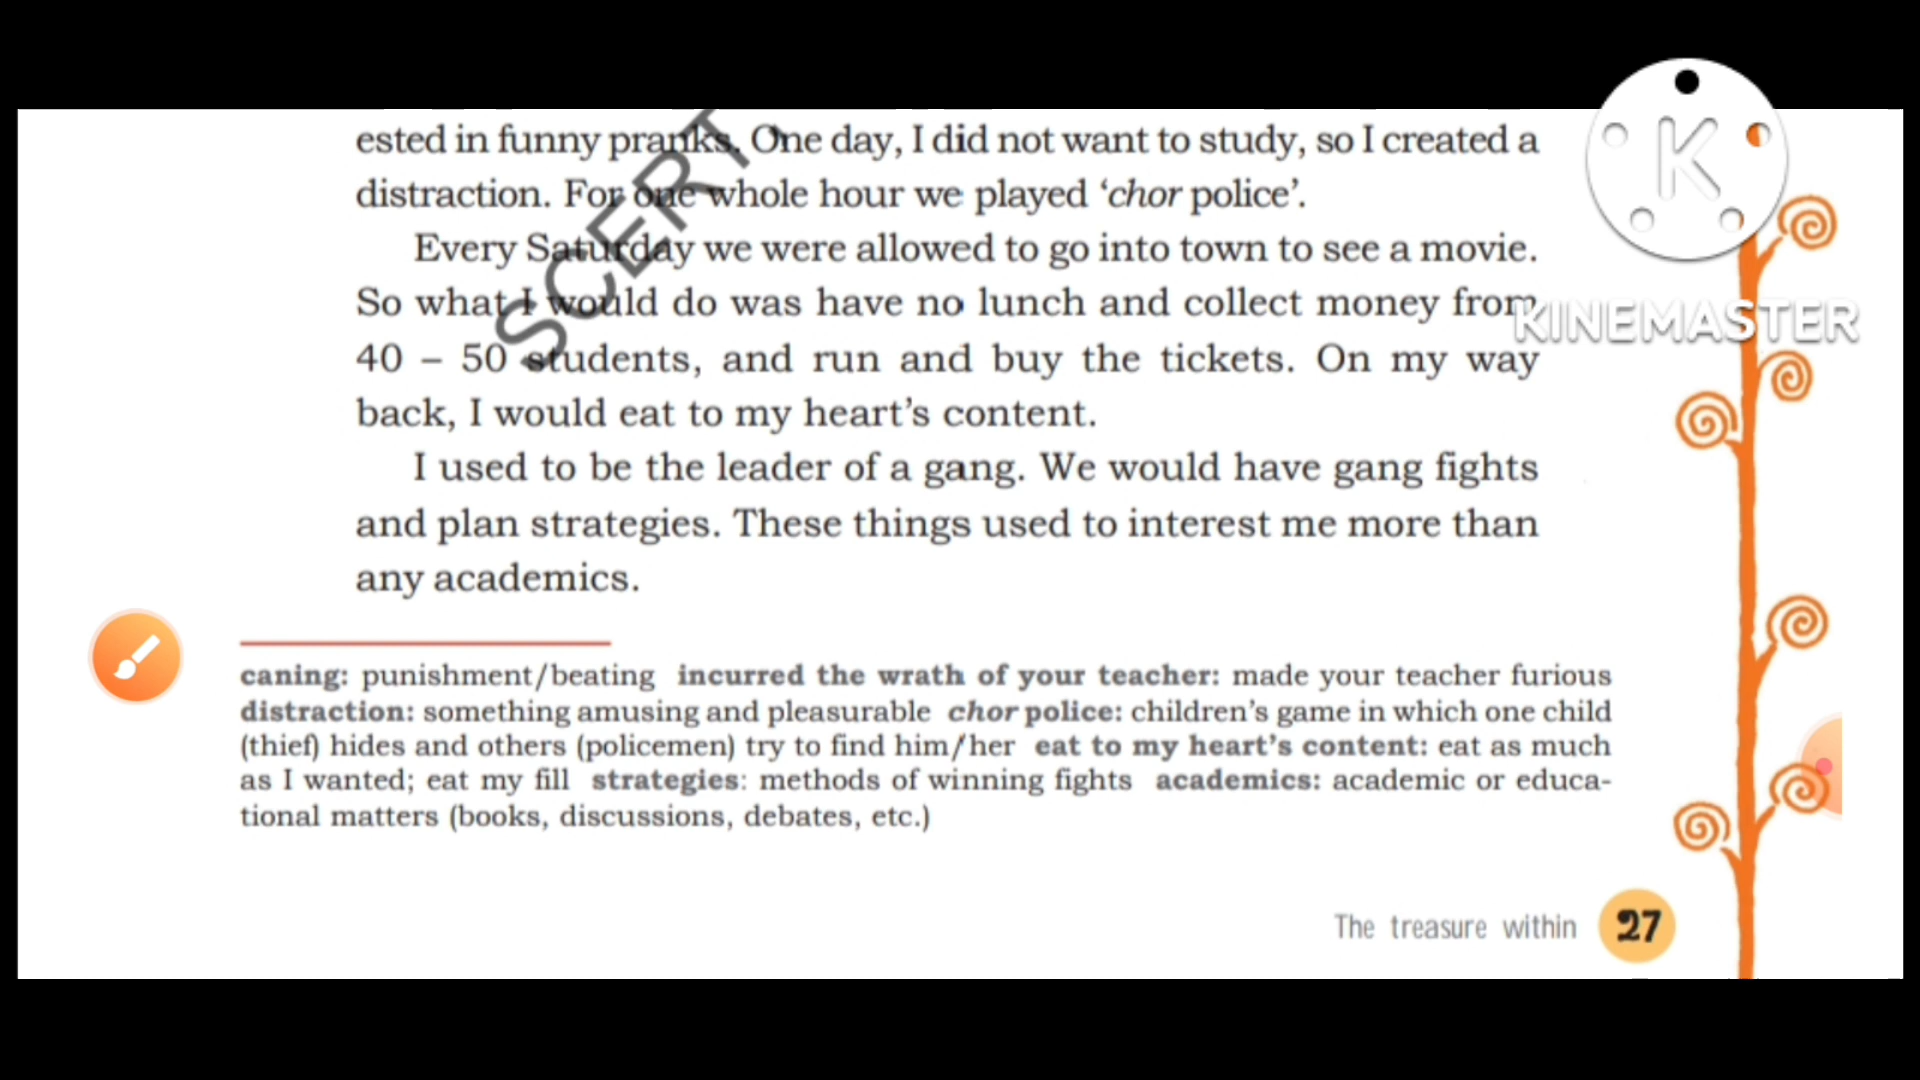 ested in funny pranks. One day, I did not want to study, so I created a
distraction. For one whole hour we played ‘chor police’.
Every Saturday we were allowed to go into town to see a movie.
So what I would do was have no lunch and collect money from
40 – 50 students, and run and buy the tickets. On my way
back, I would eat to my heart’s content.
I used to be the leader of a gang. We would have gang fights
and plan strategies. These things used to interest me more than
any academics.
SCERT
K
KINEMASTER
caning: punishment/beating incurred the wrath of your teacher: made your teacher furious
distraction: something amusing and pleasurable chor police: children’s game in which one child
(thief) hides and others (policemen) try to find him/her eat to my heart’s content: eat as much
as I wanted; eat my fill strategies: methods of winning fights academics: academic or educa-
tional matters (books, discussions, debates, etc.)
The treasure within 27